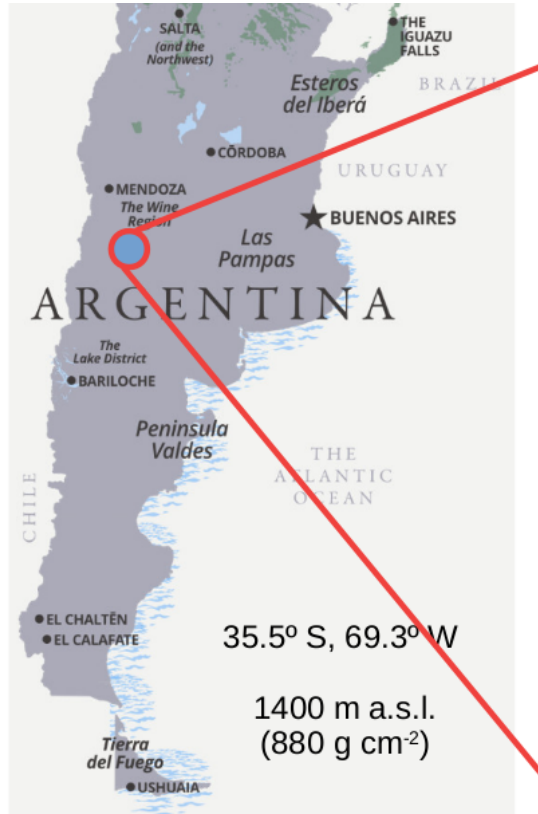 SALTA
(and the
Northwest)
THE
IGUAZU
FALLS
Esteros
del Iberá
BRAZIL
CÓRDOBA
URUGUAY
MENDOZA
The Wine
Region
BUENOS AIRES
Las
Pampas
ARGENTINA
The
Lake District
BARILOCHE
Peninsula
Valdes
THE
ATLANTIC
OCEAN
CHILE
EL CHALTĒN
EL CALAFATE
35.5º S, 69.3º W
1400 m a.s.l.
(880 g cm-2)
Tierra
del Fuego
USHUAIA